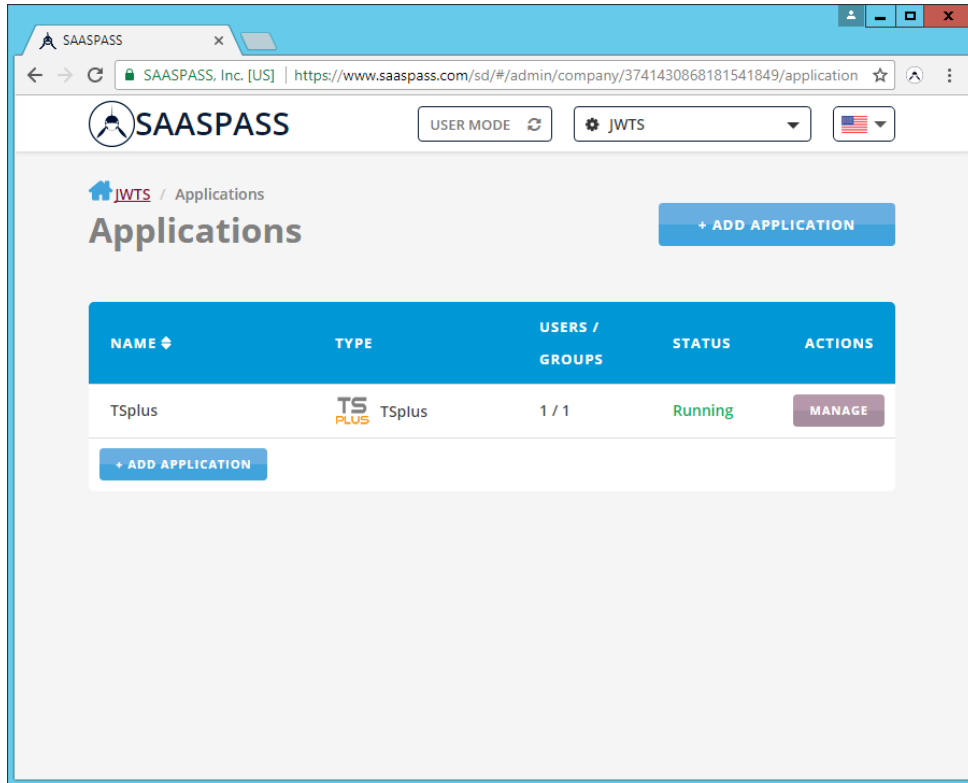 SAASPASS
SAASPASS, Inc. [US] | https://www.saaspass.com/sd/#/admin/company/3741430868181541849/application
SAASPASS USER MODE JWTS
JWTS / Applications
Applications
+ ADD APPLICATION
NAME TYPE USERS / GROUPS STATUS ACTIONS
TSplus TS PLUS TSplus 1 / 1 Running MANAGE
+ ADD APPLICATION